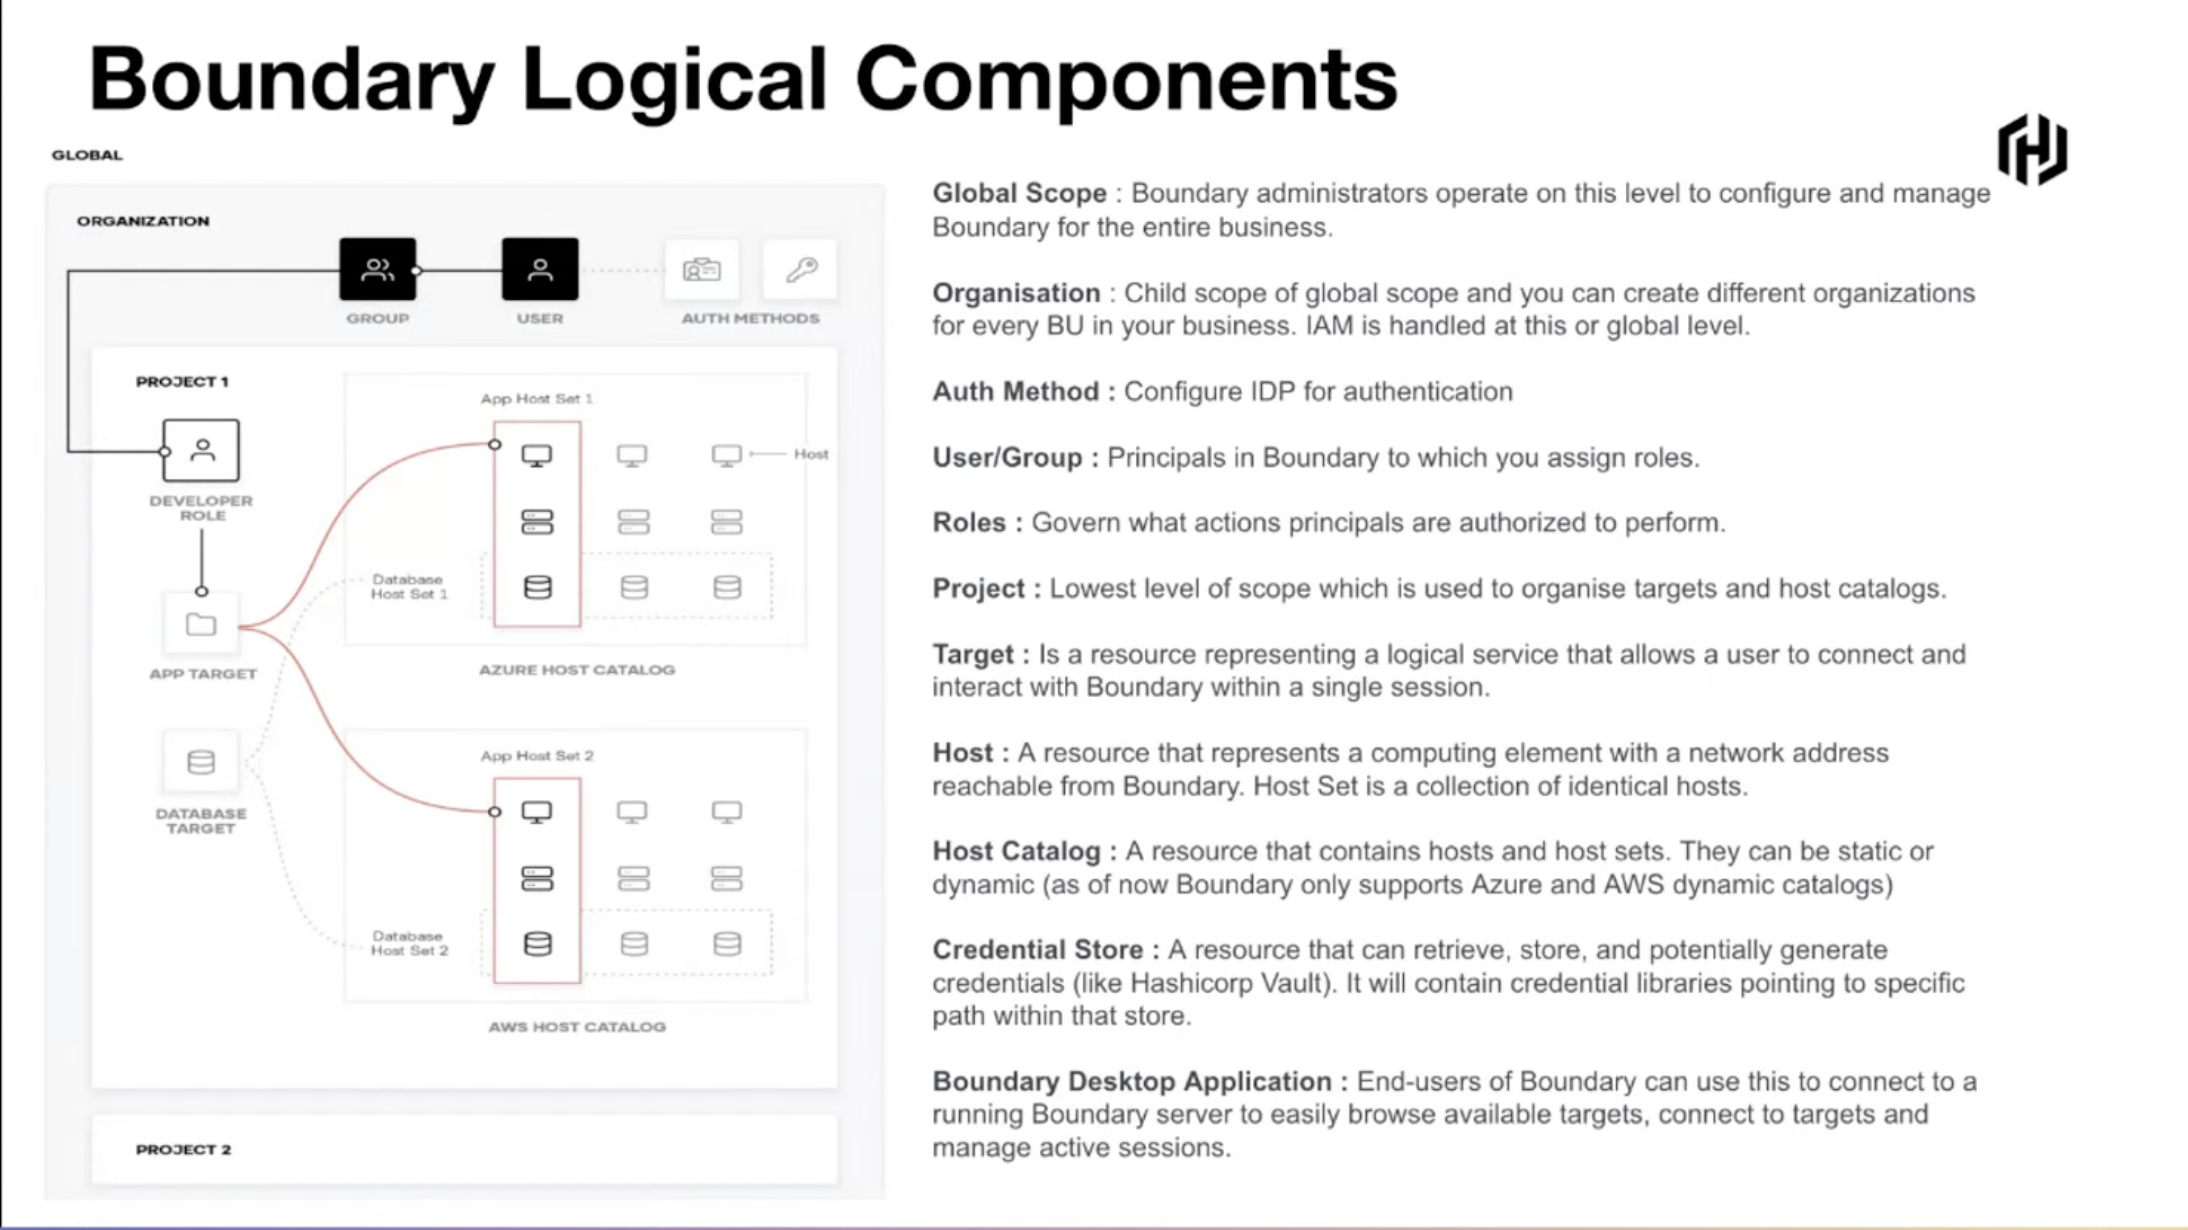 Boundary Logical Components
GLOBAL
ORGANIZATION
GROUP
USER
AUTH METHODS
PROJECT 1
App Host Set 1
Host
DEVELOPER
ROLE
Database
Host Set 1
APP TARGET
AZURE HOST CATALOG
App Host Set 2
DATABASE
TARGET
Database
Host Set 2
AWS HOST CATALOG
PROJECT 2
Global Scope : Boundary administrators operate on this level to configure and manage
Boundary for the entire business.
Organisation : Child scope of global scope and you can create different organizations
for every BU in your business. IAM is handled at this or global level.
Auth Method : Configure IDP for authentication
User/Group : Principals in Boundary to which you assign roles.
Roles : Govern what actions principals are authorized to perform.
Project : Lowest level of scope which is used to organise targets and host catalogs.
Target : Is a resource representing a logical service that allows a user to connect and
interact with Boundary within a single session.
Host : A resource that represents a computing element with a network address
reachable from Boundary. Host Set is a collection of identical hosts.
Host Catalog : A resource that contains hosts and host sets. They can be static or
dynamic (as of now Boundary only supports Azure and AWS dynamic catalogs)
Credential Store : A resource that can retrieve, store, and potentially generate
credentials (like Hashicorp Vault). It will contain credential libraries pointing to specific
path within that store.
Boundary Desktop Application : End-users of Boundary can use this to connect to a
running Boundary server to easily browse available targets, connect to targets and
manage active sessions.